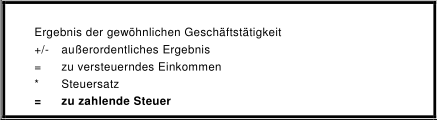 Ergebnis der gewöhnlichen Geschäftstätigkeit
+/- außerordentliches Ergebnis
= zu versteuerndes Einkommen
* Steuersatz
= zu zahlende Steuer